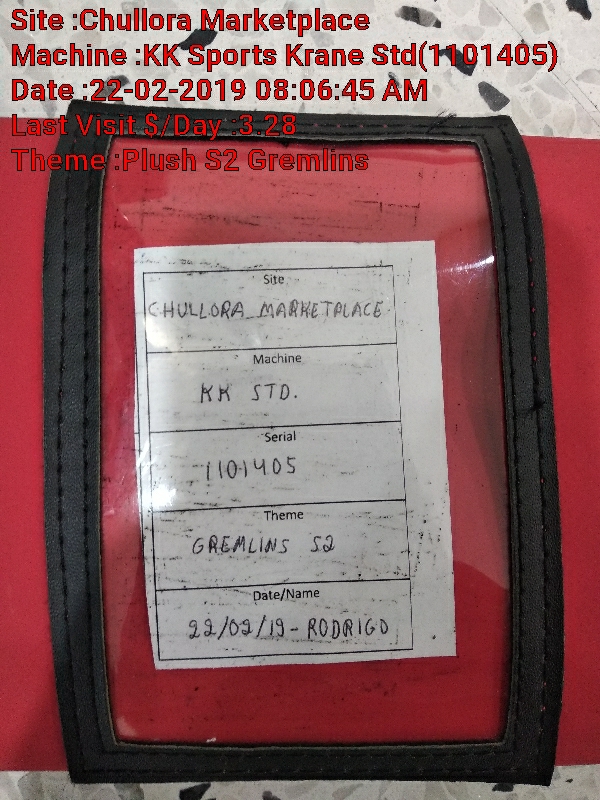 Site :Chullora Marketplace
Machine :KK Sports Krane Std(1101405)
Date :22-02-2019 08:06:45 AM
Last Visit $/Day :3.28
Theme :Plush S2 Gremlins
Site
CHULLORA MARKETPLACE
Machine
KK STD.
Serial
1101405
Theme
GREMLINS S2
Date/Name
22/02/19 - RODRIGO